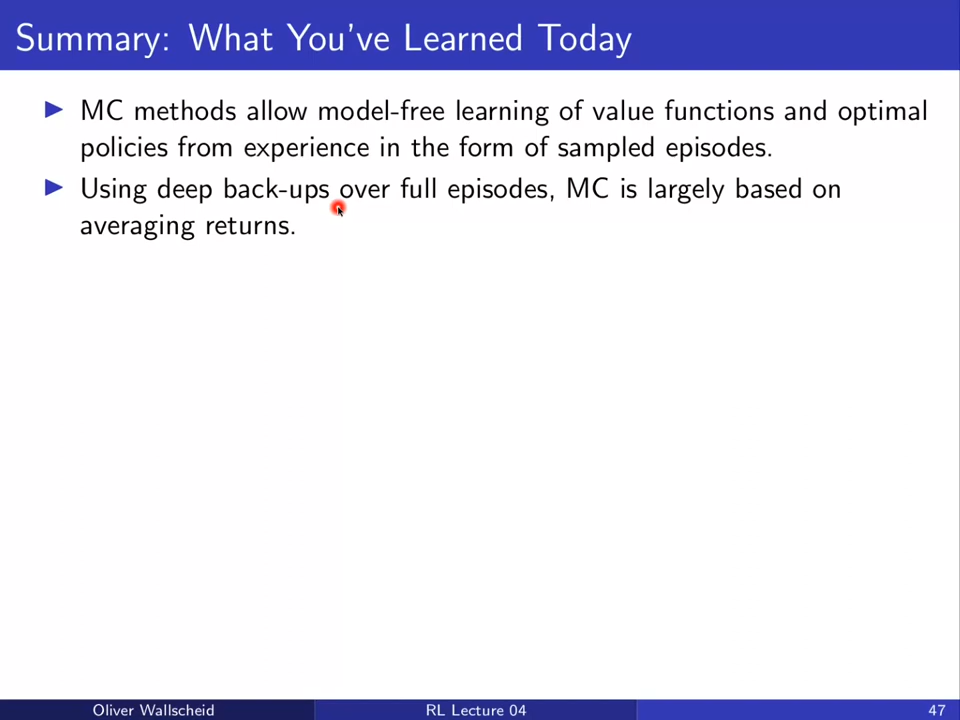 Summary: What You've Learned Today
MC methods allow model-free learning of value functions and optimal
policies from experience in the form of sampled episodes.
Using deep back-ups over full episodes, MC is largely based on
averaging returns.
Oliver Wallscheid
RL Lecture 04
47